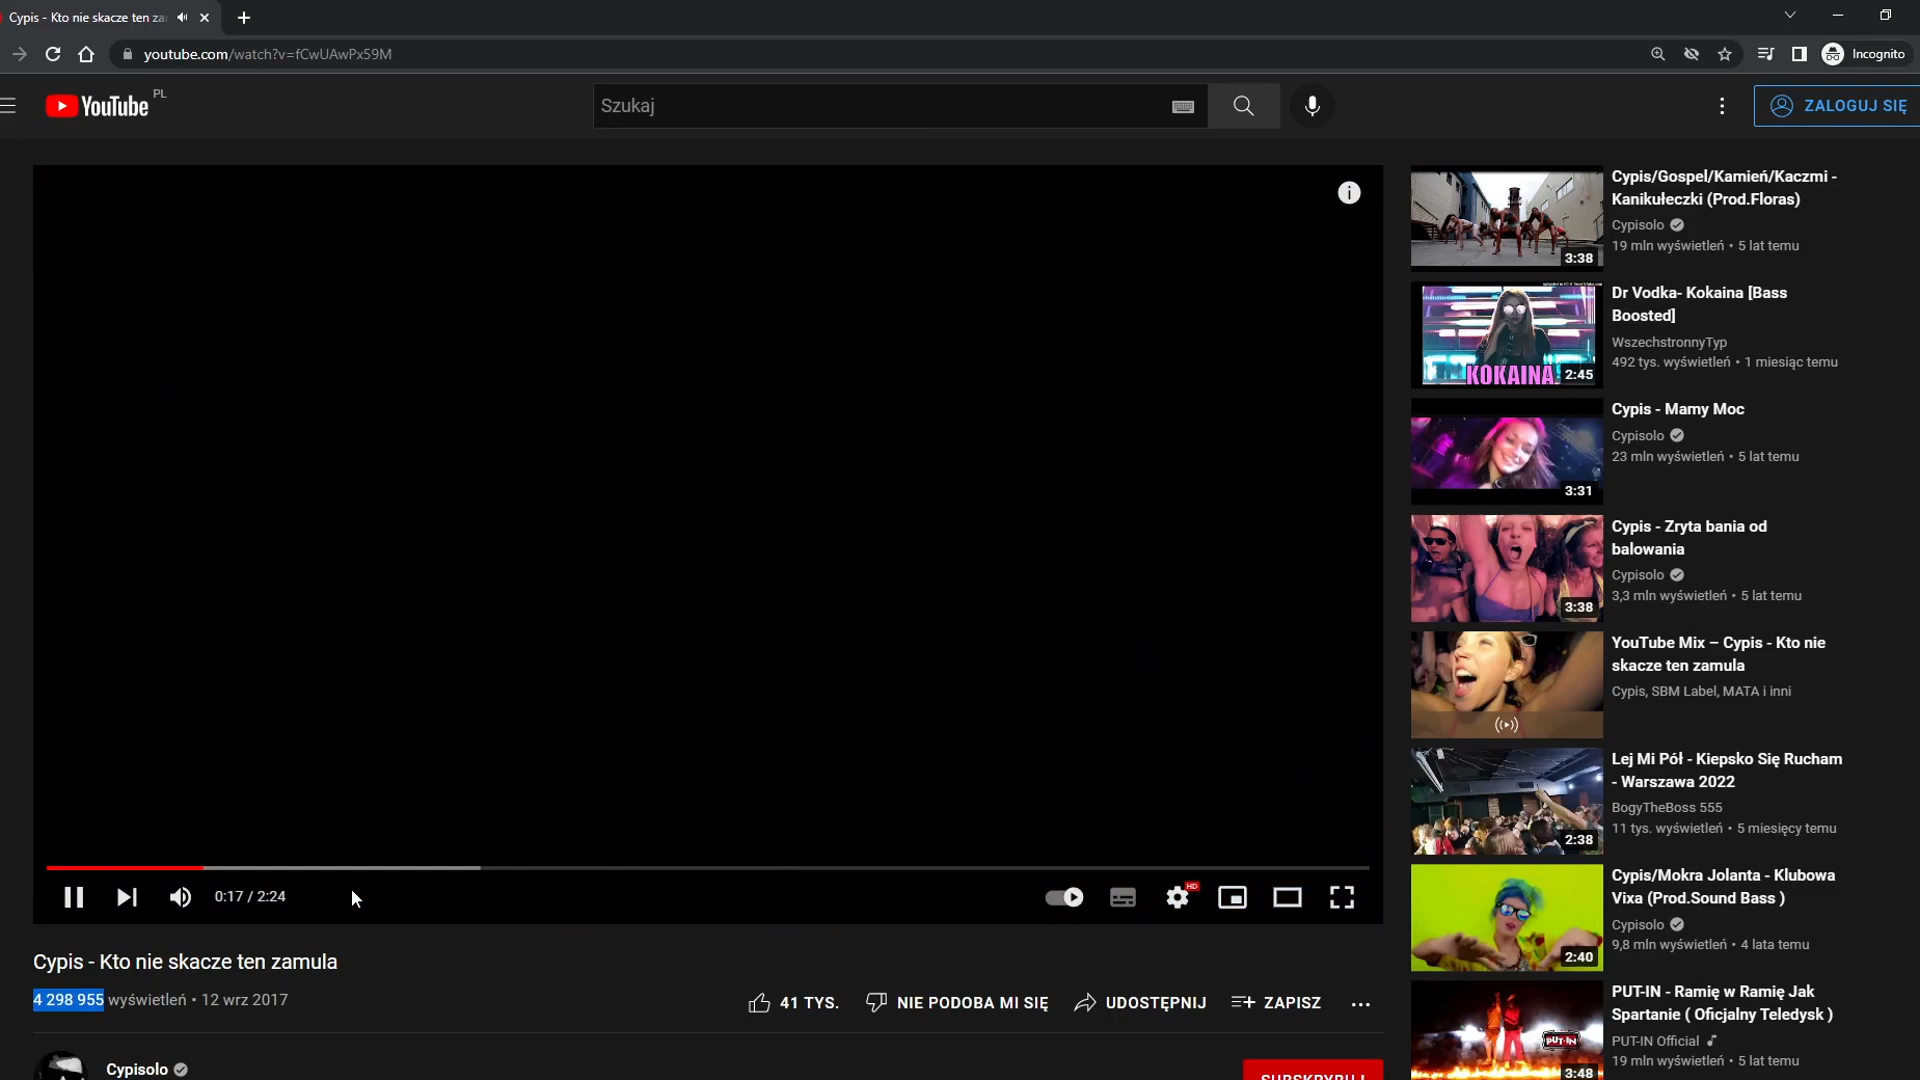 Cypis - Kto nie skacze ten za
youtube.com/watch?v=fCwUAwPx59M
Incognito
YouTube PL
Szukaj
ZALOGUJ SIĘ
0:17 / 2:24
HD
Cypis - Kto nie skacze ten zamula
4 298 955 wyświetleń • 12 wrz 2017
41 TYS.
NIE PODOBA MI SIĘ
UDOSTĘPNIJ
ZAPISZ
Cypisolo
SUBSKRYBUJ
3:38
Cypis/Gospel/Kamień/Kaczmi -
Kanikułeczki (Prod.Floras)
Cypisolo
19 mln wyświetleń • 5 lat temu
KOKAINA
2:45
Dr Vodka- Kokaina [Bass
Boosted]
WszechstronnyTyp
492 tys. wyświetleń • 1 miesiąc temu
3:31
Cypis - Mamy Moc
Cypisolo
23 mln wyświetleń • 5 lat temu
3:38
Cypis - Zryta bania od
balowania
Cypisolo
3,3 mln wyświetleń • 5 lat temu
YouTube Mix – Cypis - Kto nie
skacze ten zamula
Cypis, SBM Label, MATA i inni
2:38
Lej Mi Pół - Kiepsko Się Rucham
- Warszawa 2022
BogyTheBoss 555
11 tys. wyświetleń • 5 miesięcy temu
2:40
Cypis/Mokra Jolanta - Klubowa
Vixa (Prod.Sound Bass )
Cypisolo
9,8 mln wyświetleń • 4 lata temu
PUT-IN
3:48
PUT-IN - Ramię w Ramię Jak
Spartanie ( Oficjalny Teledysk )
PUT-IN Official
19 mln wyświetleń • 5 lat temu